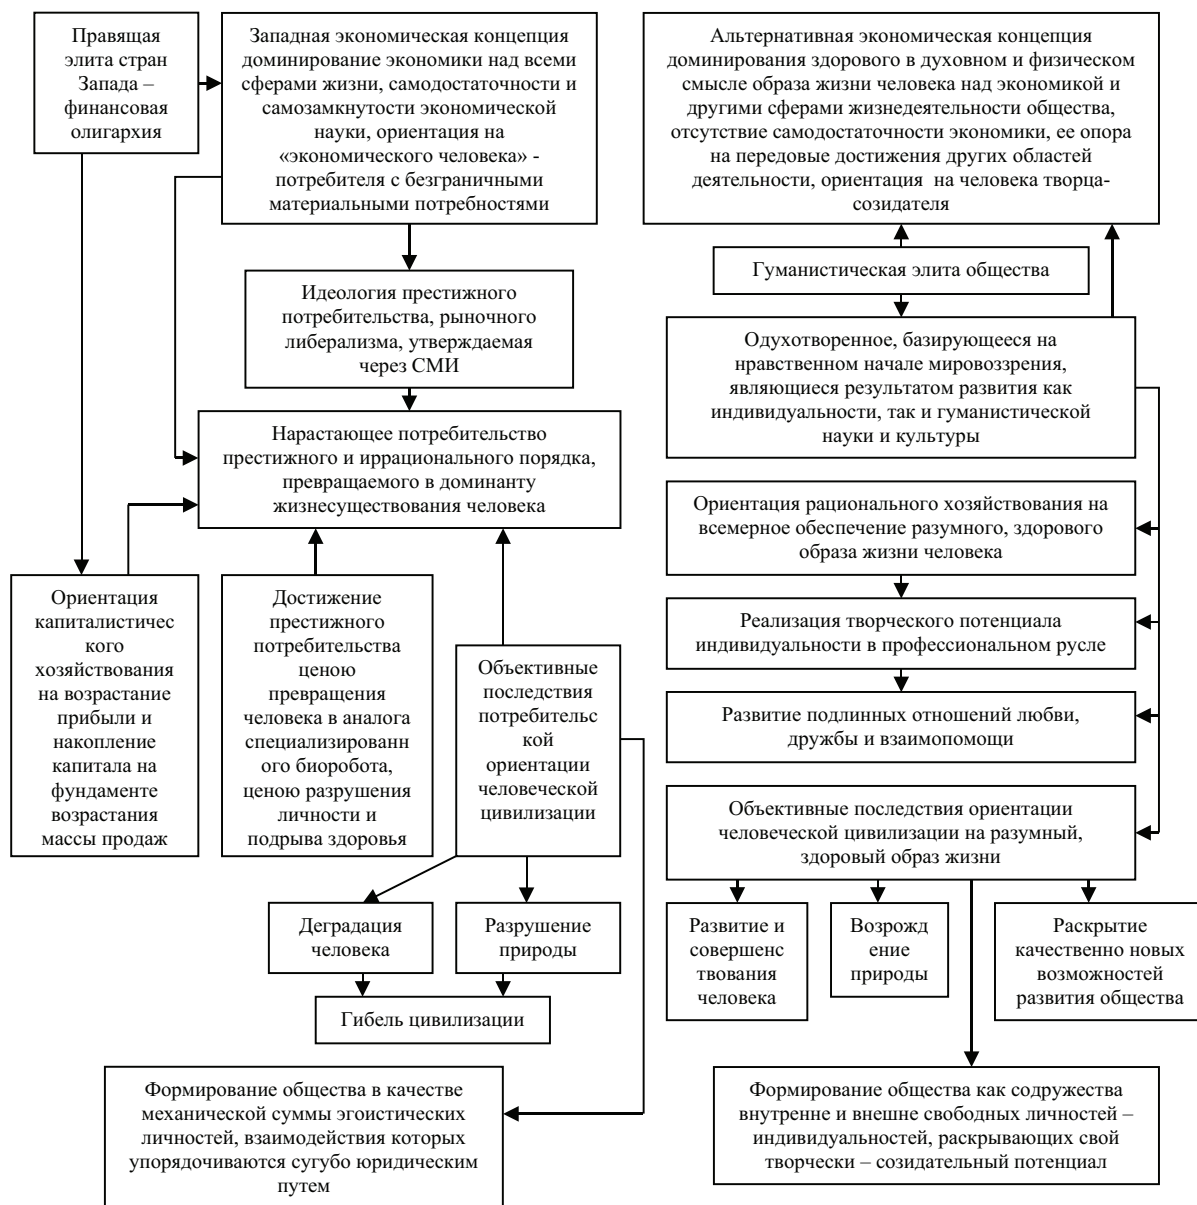 Правящая
элита стран
Запада –
финансовая
олигархия
Западная экономическая концепция
доминирование экономики над всеми
сферами жизни, самодостаточности и
самозамкнутости экономической
науки, ориентация на
«экономического человека» -
потребителя с безграничными
материальными потребностями
Идеология престижного
потребительства, рыночного
либерализма, утверждаемая
через СМИ
Нарастающее потребительство
престижного и иррационального порядка,
превращаемого в доминанту
жизнесуществования человека
Ориентация
капиталистичес
кого
хозяйствования
на возрастание
прибыли и
накопление
капитала на
фундаменте
возрастания
массы продаж
Достижение
престижного
потребительства
ценою
превращения
человека в аналога
специализированн
ого биоробота,
ценою разрушения
личности и
подрыва здоровья
Объективные
последствия
потребительс
кой
ориентации
человеческой
цивилизации
Деградация
человека
Разрушение
природы
Гибель цивилизации
Формирование общества в качестве
механической суммы эгоистических
личностей, взаимодействия которых
упорядочиваются сугубо юридическим
путем
Альтернативная экономическая концепция
доминирования здорового в духовном и физическом
смысле образа жизни человека над экономикой и
другими сферами жизнедеятельности общества,
отсутствие самодостаточности экономики, ее опора
на передовые достижения других областей
деятельности, ориентация на человека творца-
созидателя
Гуманистическая элита общества
Одухотворенное, базирующееся на
нравственном начале мировоззрения,
являющиеся результатом развития как
индивидуальности, так и гуманистической
науки и культуры
Ориентация рационального хозяйствования на
всемерное обеспечение разумного, здорового
образа жизни человека
Реализация творческого потенциала
индивидуальности в профессиональном русле
Развитие подлинных отношений любви,
дружбы и взаимопомощи
Объективные последствия ориентации
человеческой цивилизации на разумный,
здоровый образ жизни
Развитие и
совершенс
твования
человека
Возрожд
ение
природы
Раскрытие
качественно новых
возможностей
развития общества
Формирование общества как содружества
внутренне и внешне свободных личностей –
индивидуальностей, раскрывающих свой
творчески – созидательный потенциал